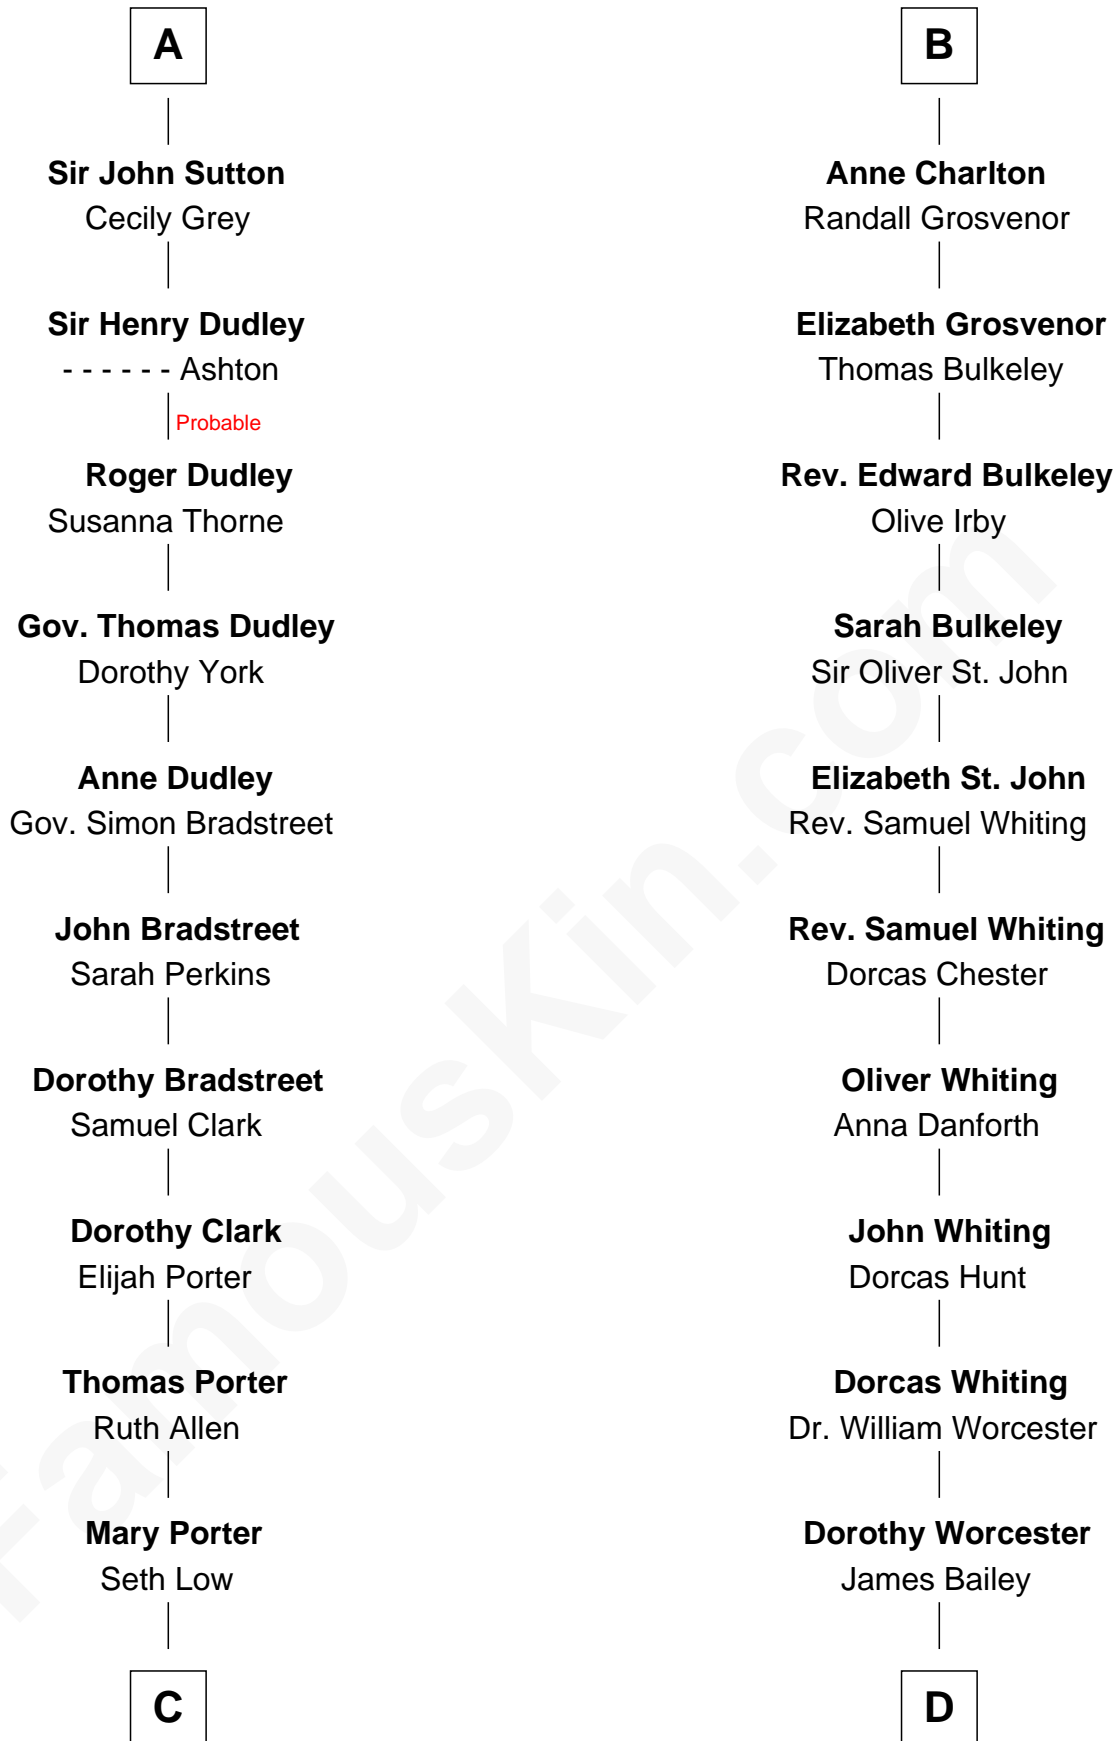 A
Sir John Sutton
Cecily Grey
Sir Henry Dudley
- - - - - - Ashton
Probable
Roger Dudley
Susanna Thorne
Gov. Thomas Dudley
Dorothy York
Anne Dudley
Gov. Simon Bradstreet
John Bradstreet
Sarah Perkins
Dorothy Bradstreet
Samuel Clark
Dorothy Clark
Elijah Porter
Thomas Porter
Ruth Allen
Mary Porter
Seth Low
C
B
Anne Charlton
Randall Grosvenor
Elizabeth Grosvenor
Thomas Bulkeley
Rev. Edward Bulkeley
Olive Irby
Sarah Bulkeley
Sir Oliver St. John
Elizabeth St. John
Rev. Samuel Whiting
Rev. Samuel Whiting
Dorcas Chester
Oliver Whiting
Anna Danforth
John Whiting
Dorcas Hunt
Dorcas Whiting
Dr. William Worcester
Dorothy Worcester
James Bailey
D
FamousKin.com